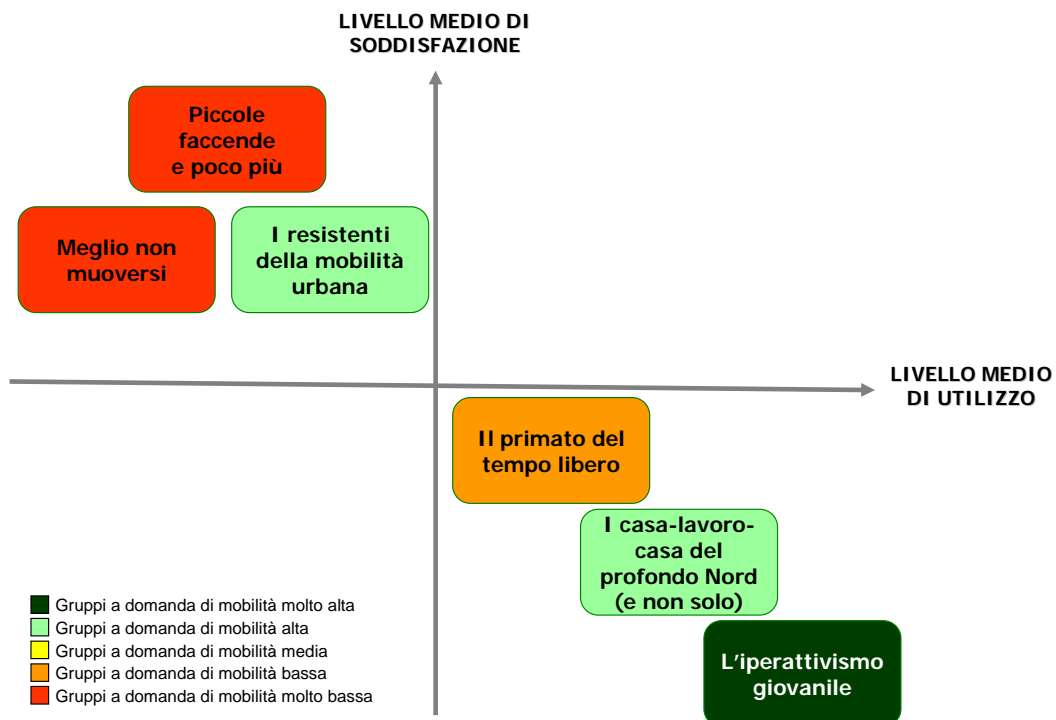 LIVELLO MEDIO DI
SODDISFAZIONE
Piccole
faccende
e poco più
Meglio non
muoversi
I resistenti
della mobilità
urbana
LIVELLO MEDIO
DI UTILIZZO
Il primato del
tempo libero
I casa-lavoro-
casa del
profondo Nord
(e non solo)
L'iperattivismo
giovanile
Gruppi a domanda di mobilità molto alta
Gruppi a domanda di mobilità alta
Gruppi a domanda di mobilità media
Gruppi a domanda di mobilità bassa
Gruppi a domanda di mobilità molto bassa